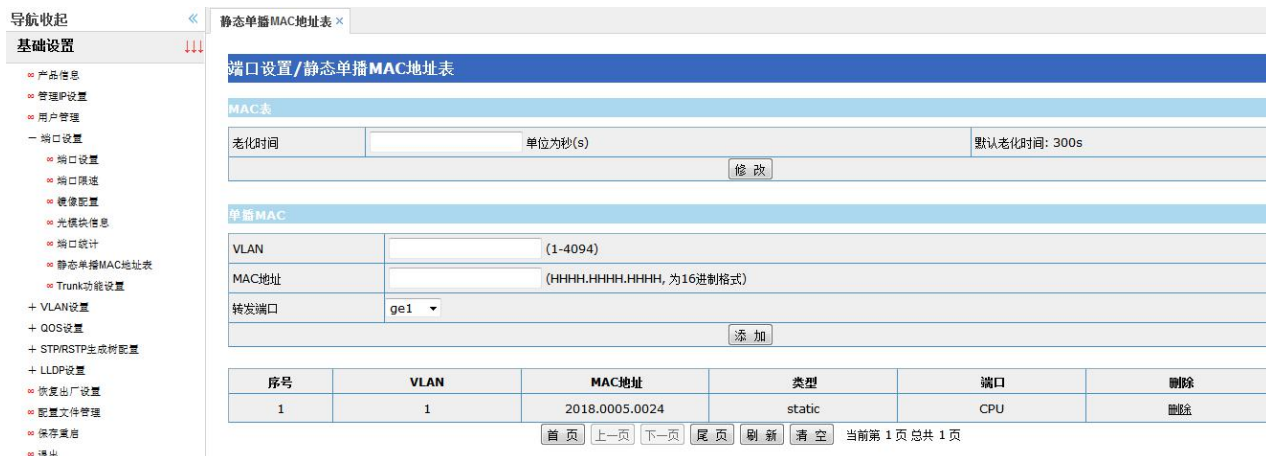 导航收起 «
基础设置 ↓↓↓
∞ 产品信息
∞ 管理IP设置
∞ 用户管理
－ 端口设置
∞ 端口设置
∞ 端口限速
∞ 镜像配置
∞ 光模块信息
∞ 端口统计
∞ 静态单播MAC地址表
∞ Trunk功能设置
＋ VLAN设置
＋ QOS设置
＋ STP/RSTP生成树配置
＋ LLDP设置
∞ 恢复出厂设置
∞ 配置文件管理
∞ 保存重启
∞ 退出
静态单播MAC地址表 ×
端口设置/静态单播MAC地址表
MAC表
老化时间 单位为秒(s) 默认老化时间: 300s
修 改
单播MAC
VLAN (1-4094)
MAC地址 (HHHH.HHHH.HHHH, 为16进制格式)
转发端口 ge1
添 加
序号 VLAN MAC地址 类型 端口 删除
1 1 2018.0005.0024 static CPU 删除
首 页 上一页 下一页 尾 页 刷 新 清 空 当前第 1 页 总共 1 页